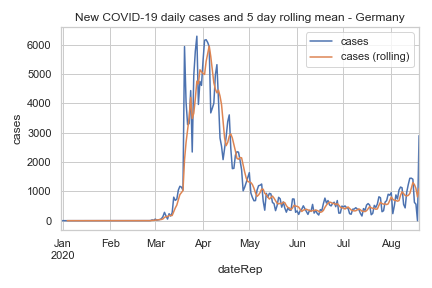 New COVID-19 daily cases and 5 day rolling mean - Germany
cases
cases (rolling)
6000
5000
4000
3000
2000
1000
0
cases
Jan Feb Mar Apr May Jun Jul Aug
2020
dateRep